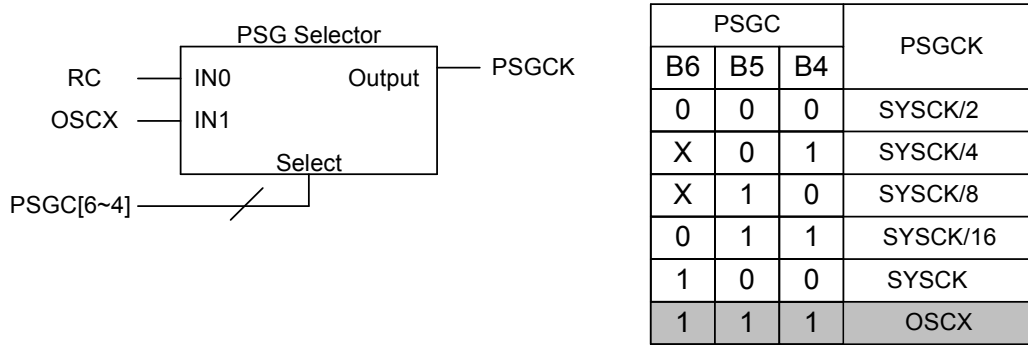 PSG Selector
RC IN0 Output PSGCK
OSCX IN1
Select
PSGC[6~4]
PSGC PSGCK
B6 B5 B4
0 0 0 SYSCK/2
X 0 1 SYSCK/4
X 1 0 SYSCK/8
0 1 1 SYSCK/16
1 0 0 SYSCK
1 1 1 OSCX